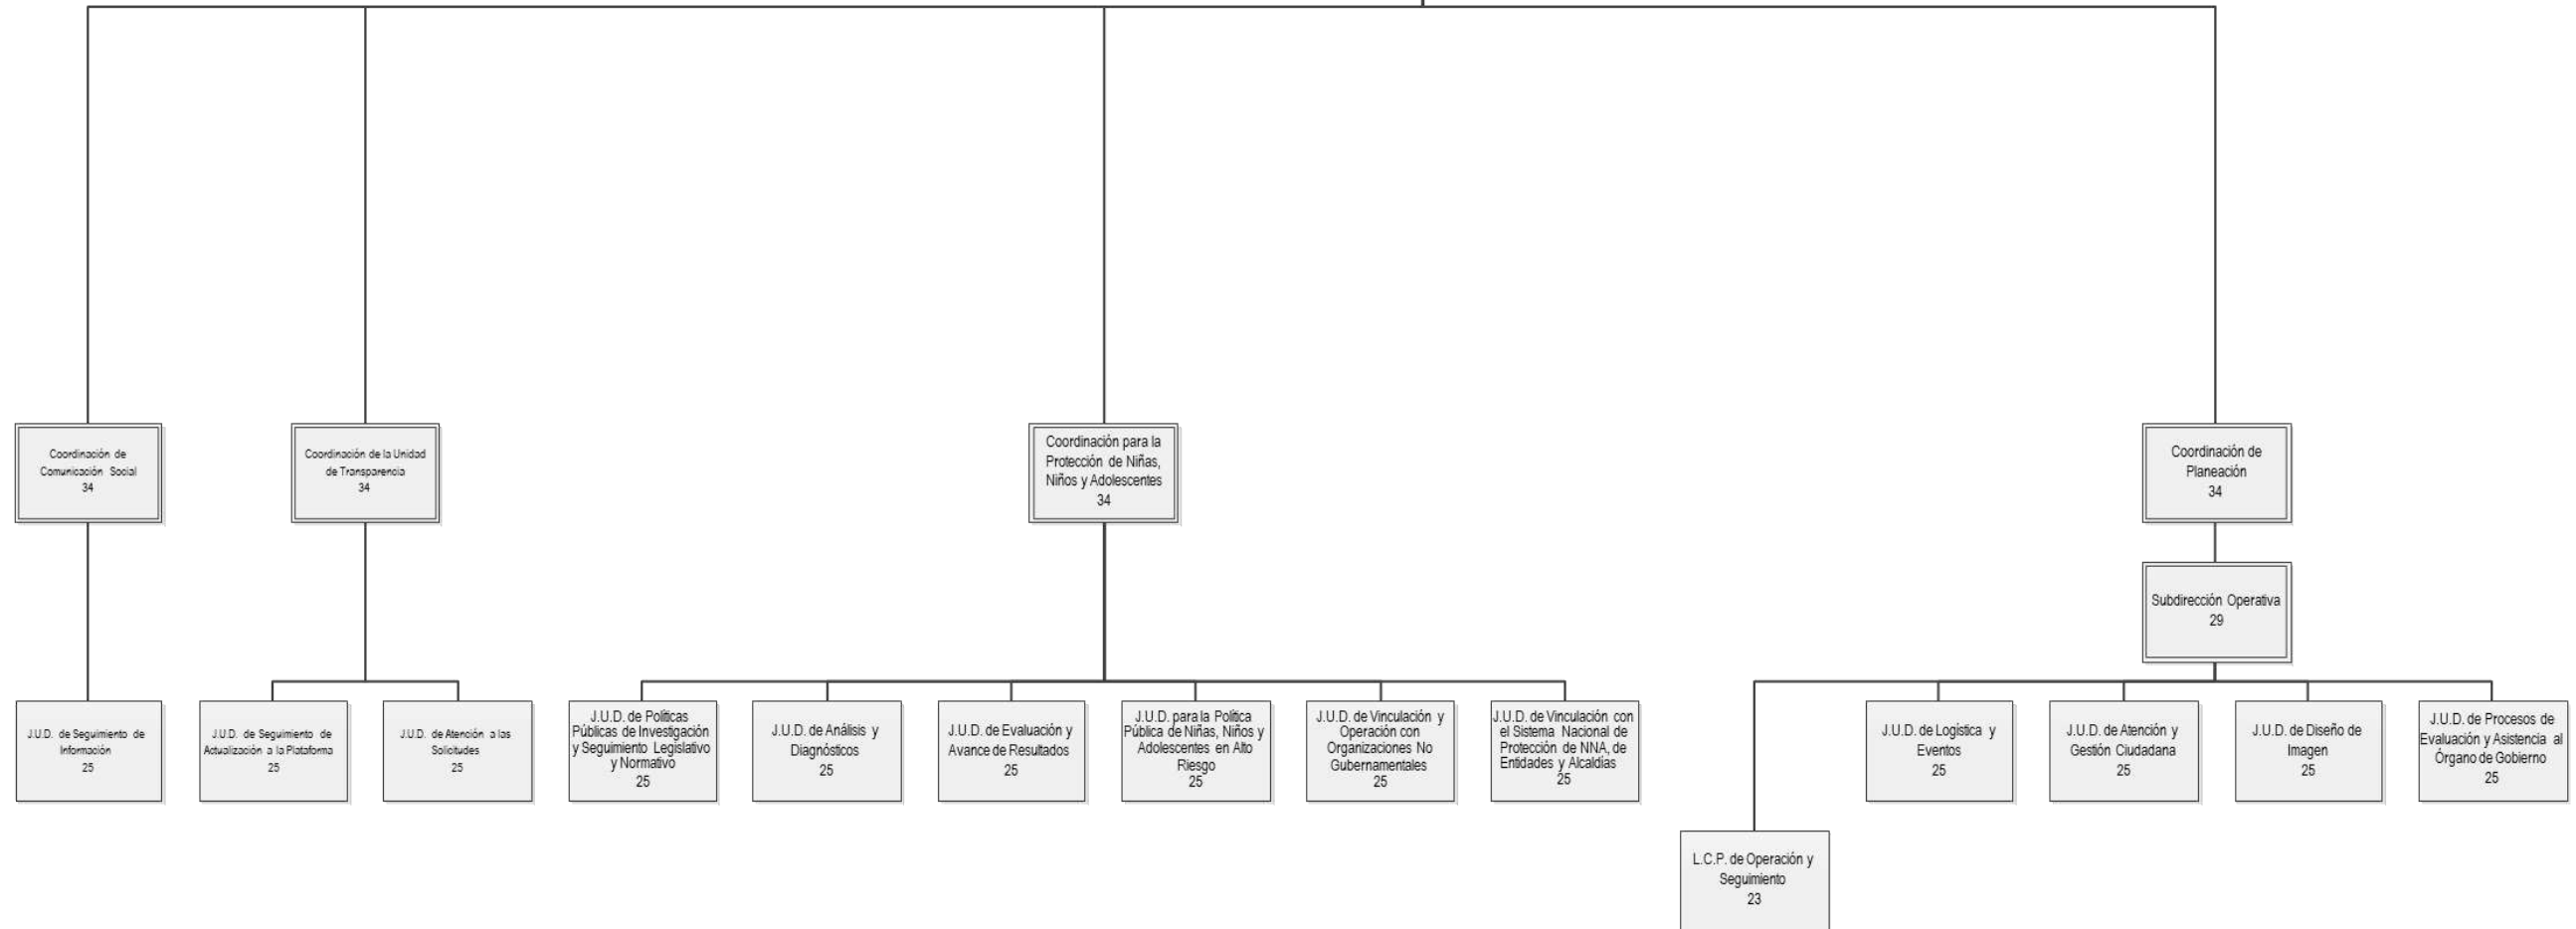 Coordinación de
Comunicación Social
34
Coordinación de la Unidad
de Transparencia
34
Coordinación para la
Protección de Niñas,
Niños y Adolescentes
34
Coordinación de
Planeación
34
Subdirección Operativa
29
J.U.D. de Seguimiento de
Información
25
J.U.D. de Seguimiento de
Actualización a la Plataforma
25
J.U.D. de Atención a las
Solicitudes
25
J.U.D. de Políticas
Públicas de Investigación
y Seguimiento Legislativo
y Normativo
25
J.U.D. de Análisis y
Diagnósticos
25
J.U.D. de Evaluación y
Avance de Resultados
25
J.U.D. para la Política
Pública de Niñas, Niños y
Adolescentes en Alto
Riesgo
25
J.U.D. de Vinculación y
Operación con
Organizaciones No
Gubernamentales
25
J.U.D. de Vinculación con
el Sistema Nacional de
Protección de NNA, de
Entidades y Alcaldías
25
J.U.D. de Logística y
Eventos
25
J.U.D. de Atención y
Gestión Ciudadana
25
J.U.D. de Diseño de
Imagen
25
J.U.D. de Procesos de
Evaluación y Asistencia al
Órgano de Gobierno
25
L.C.P. de Operación y
Seguimiento
23